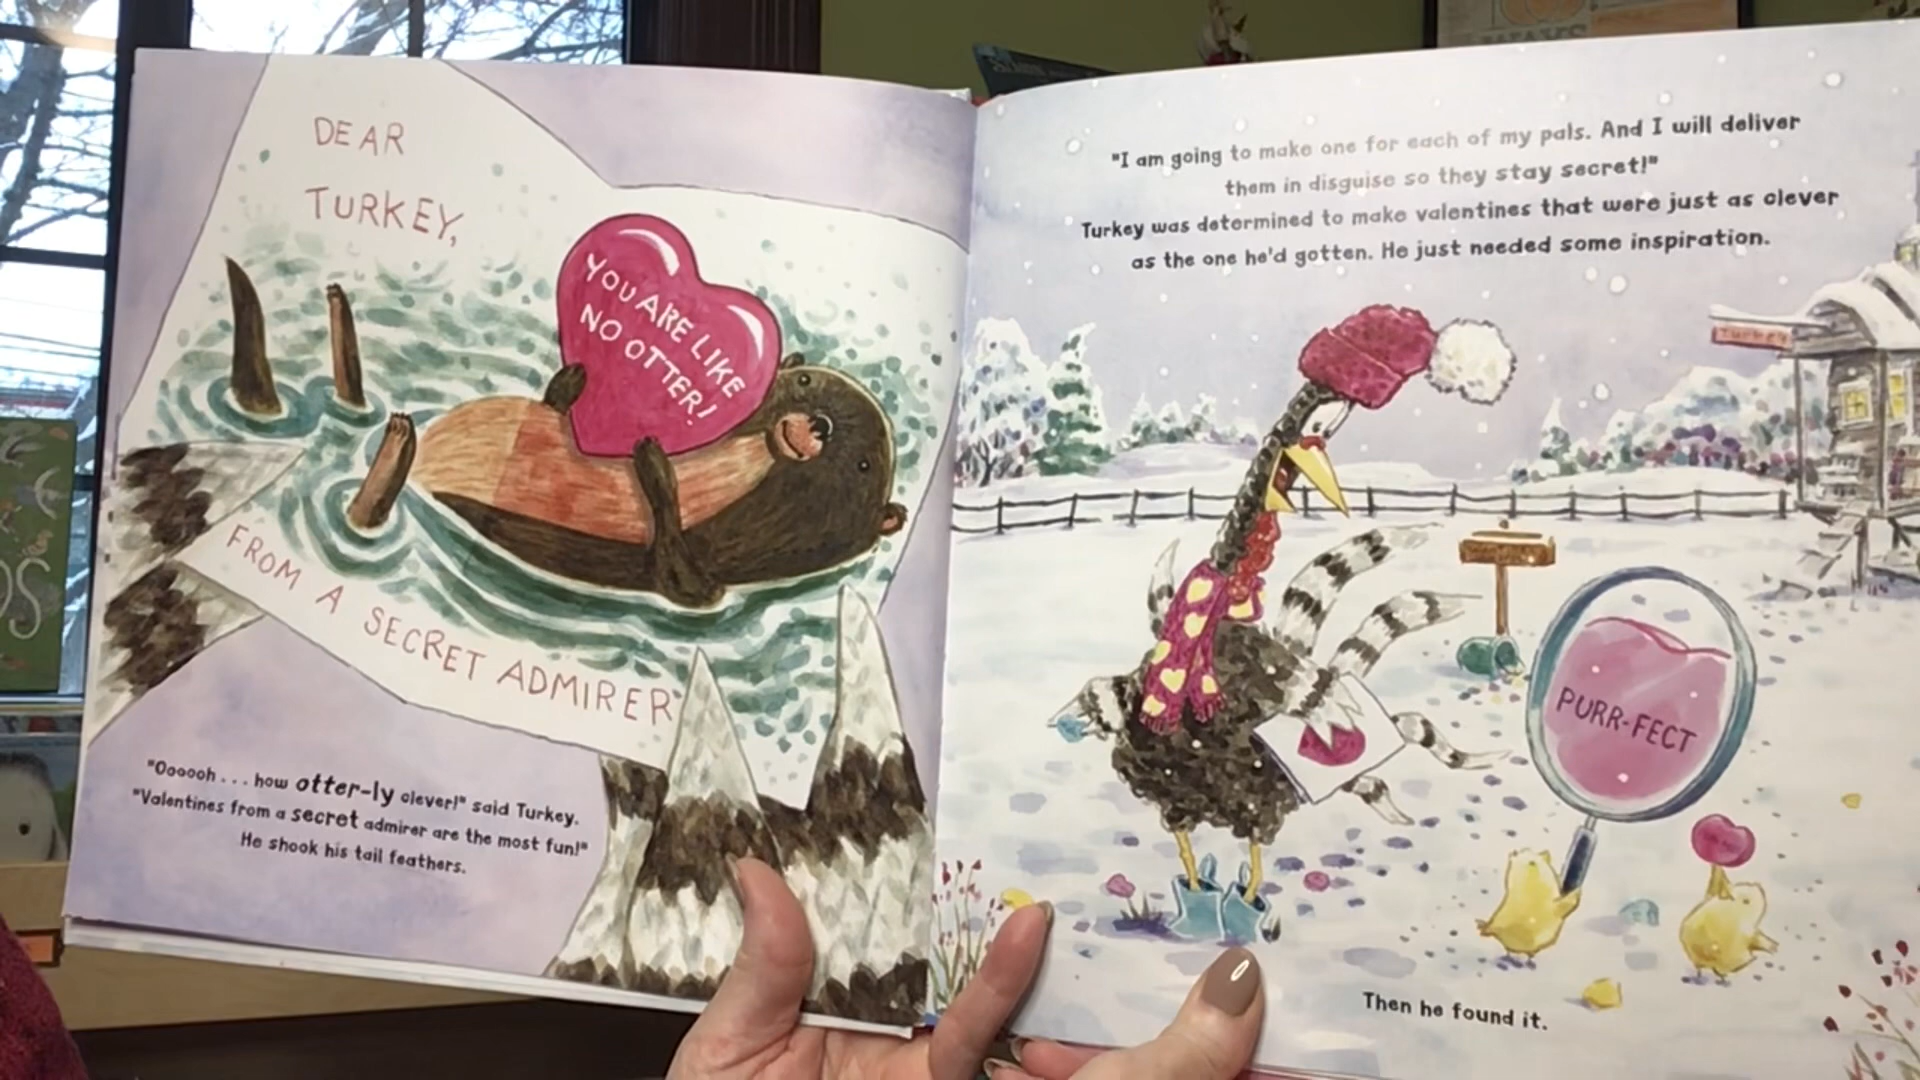 DEAR
TURKEY,
YOU ARE LIKE
NO OTTER!
FROM A SECRET ADMIRER
"Oooooh . . . how otter-ly clever!" said Turkey.
"Valentines from a secret admirer are the most fun!"
He shook his tail feathers.
"I am going to make one for each of my pals. And I will deliver
them in disguise so they stay secret!"
Turkey was determined to make valentines that were just as clever
as the one he'd gotten. He just needed some inspiration.
Turkey
PURR-FECT
Then he found it.